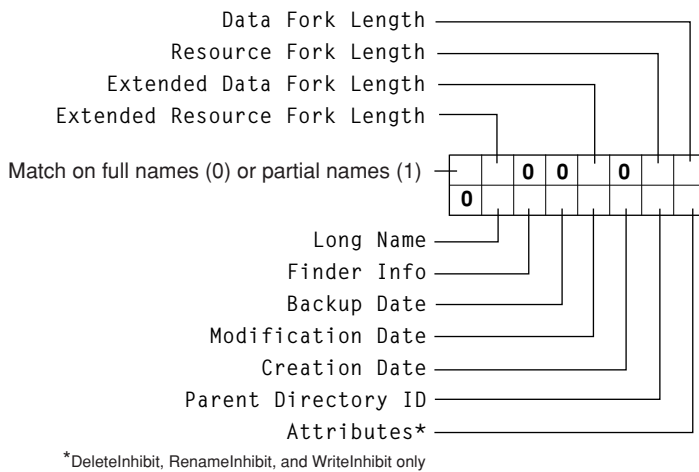 Data Fork Length
Resource Fork Length
Extended Data Fork Length
Extended Resource Fork Length
Match on full names (0) or partial names (1)
0 0 0
0
Long Name
Finder Info
Backup Date
Modification Date
Creation Date
Parent Directory ID
Attributes*
*DeleteInhibit, RenameInhibit, and WriteInhibit only